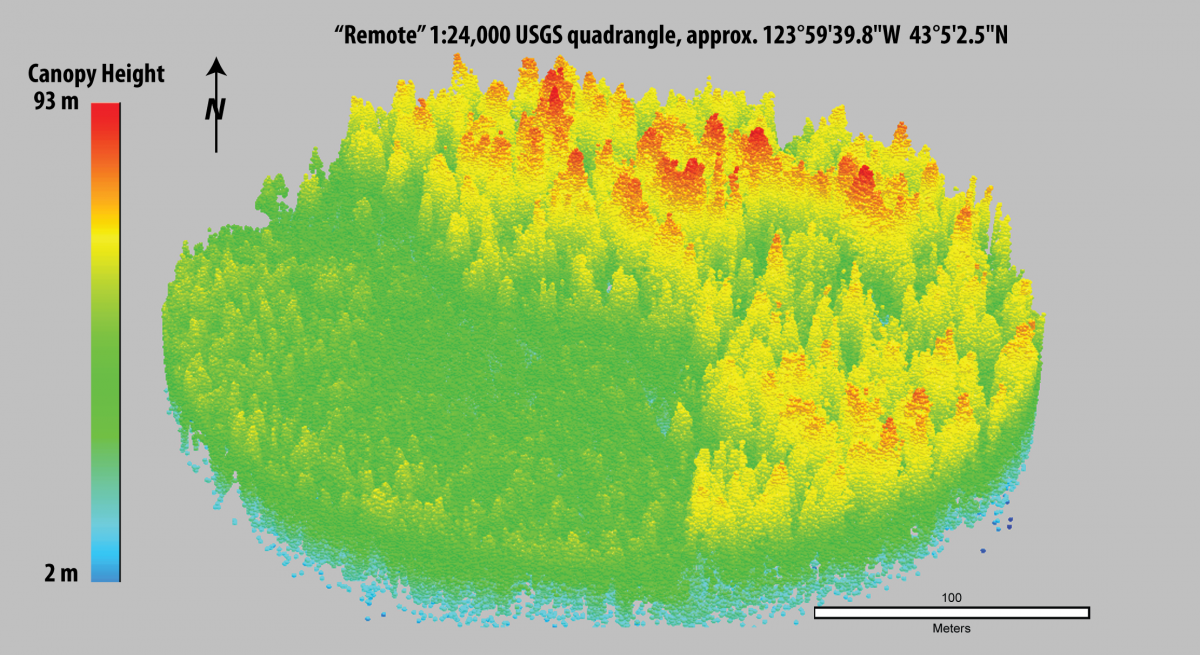 “Remote” 1:24,000 USGS quadrangle, approx. 123°59'39.8"W 43°5'2.5"N
Canopy Height
93 m
N
2 m
100
Meters